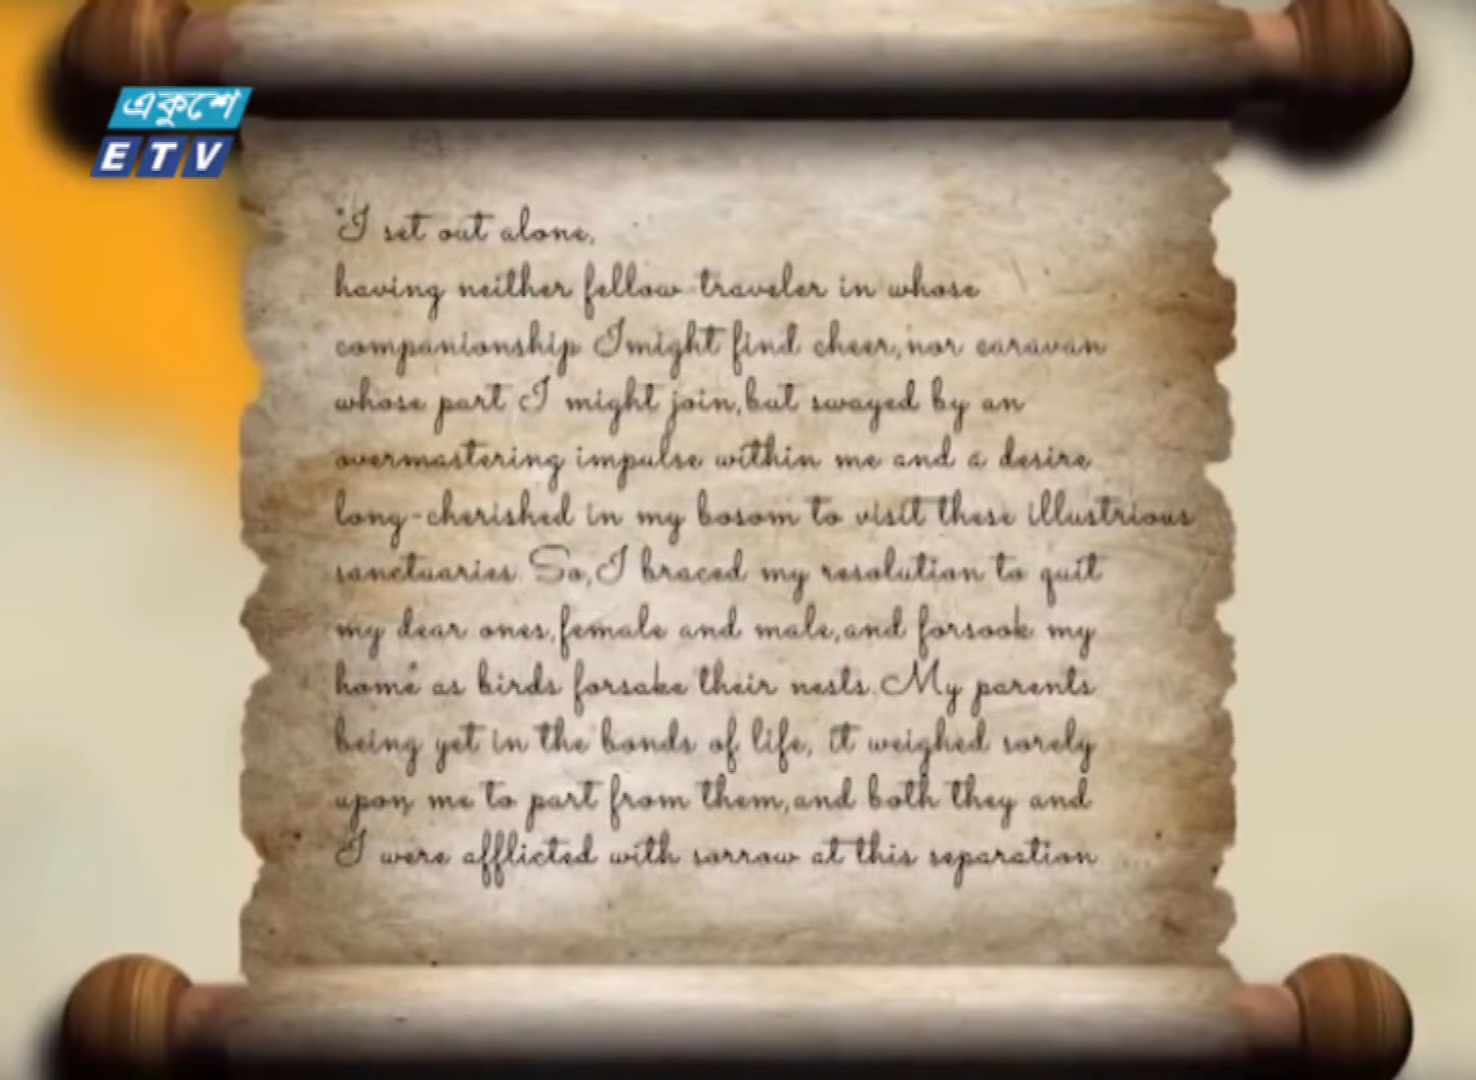 একুশে
ETV
"I set out alone,
having neither fellow-traveler in whose
companionship Imight find cheer,nor caravan
whose part I might join,but swayed by an
overmastering impulse within me and a desire
long-cherished in my bosom to visit these illustrious
sanctuaries.So,I braced my resolution to quit
my dear ones,female and male,and forsook my
home" as birds forsake their nests.My parents
being yet in the bonds of life, it weighed sorely
upon me to part from them,and both they and
I were afflicted with sorrow at this separation ....